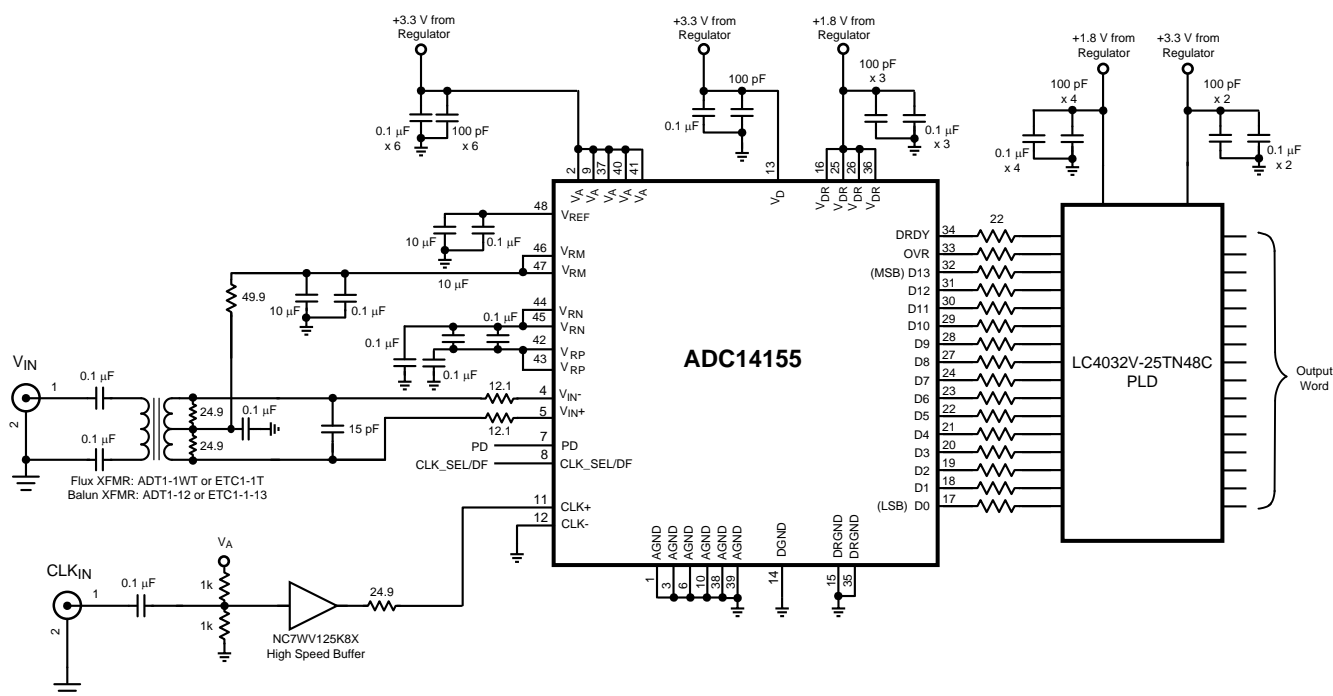 +3.3 V from
Regulator
+3.3 V from
Regulator
+1.8 V from
Regulator
+1.8 V from
Regulator
+3.3 V from
Regulator
0.1 µF
x 6
100 pF
x 6
0.1 µF
100 pF
100 pF
x 3
0.1 µF
x 3
100 pF
x 4
0.1 µF
x 4
100 pF
x 2
0.1 µF
x 2
2
9
37
40
41
13
16
25
26
36
VA
VA
VA
VA
VA
VD
VDR
VDR
VDR
VDR
10 µF
0.1 µF
48
VREF
46
VRM
47
VRM
10 µF
49.9
10 µF
0.1 µF
44
VRN
45
VRN
0.1 µF
0.1 µF
0.1 µF
42
VRP
43
VRP
VIN
1
2
0.1 µF
0.1 µF
24.9
24.9
0.1 µF
15 pF
12.1
12.1
4
VIN-
5
VIN+
PD
7
PD
CLK_SEL/DF
8
CLK_SEL/DF
Flux XFMR: ADT1-1WT or ETC1-1T
Balun XFMR: ADT1-12 or ETC1-1-13
11
CLK+
12
CLK-
VA
CLKIN
1
2
0.1 µF
1k
1k
24.9
NC7WV125K8X
High Speed Buffer
ADC14155
AGND
AGND
AGND
AGND
AGND
AGND
DGND
DRGND
DRGND
1
3
6
10
38
39
14
15
35
22
DRDY 34
OVR 33
(MSB) D13 32
D12 31
D11 30
D10 29
D9 28
D8 27
D7 24
D6 23
D5 22
D4 21
D3 20
D2 19
D1 18
(LSB) D0 17
LC4032V-25TN48C
PLD
Output
Word